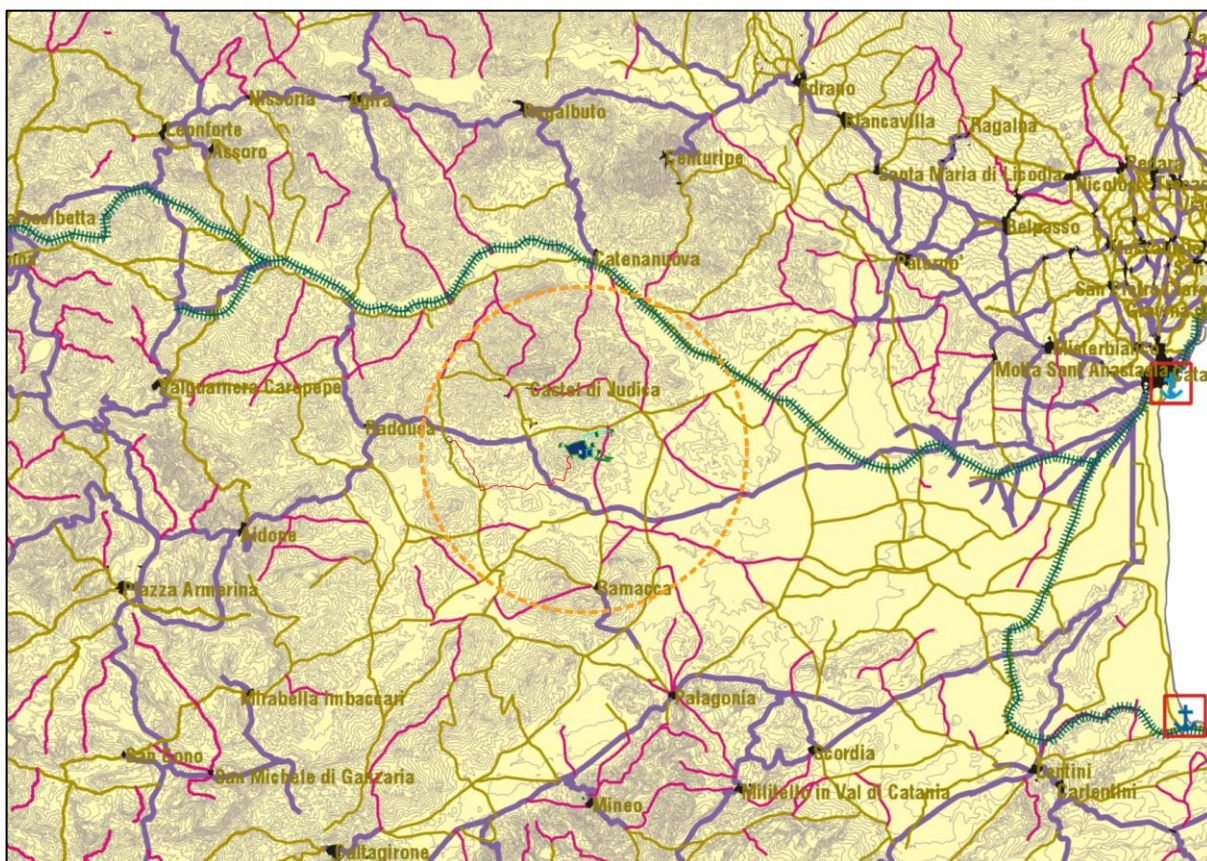 Adrano
Nissoria
Agira
Regalbuto
Biancavilla
Leonforte
Ragalna
Assoro
Centuripe
Pedara
Santa Maria di Licodia
Belpasso
Catenanuova
Paterno'
Misterbianco
Motta Sant'Anastasia
Valguarnera Caropepe
Castel di Judica
Raddusa
Aidone
Piazza Armerina
Ramacca
Mirabella Imbaccari
Palagonia
San Cono
Scordia
San Michele di Ganzaria
Lentini
Mineo
Militello in Val di Catania
Carlentini
Caltagirone